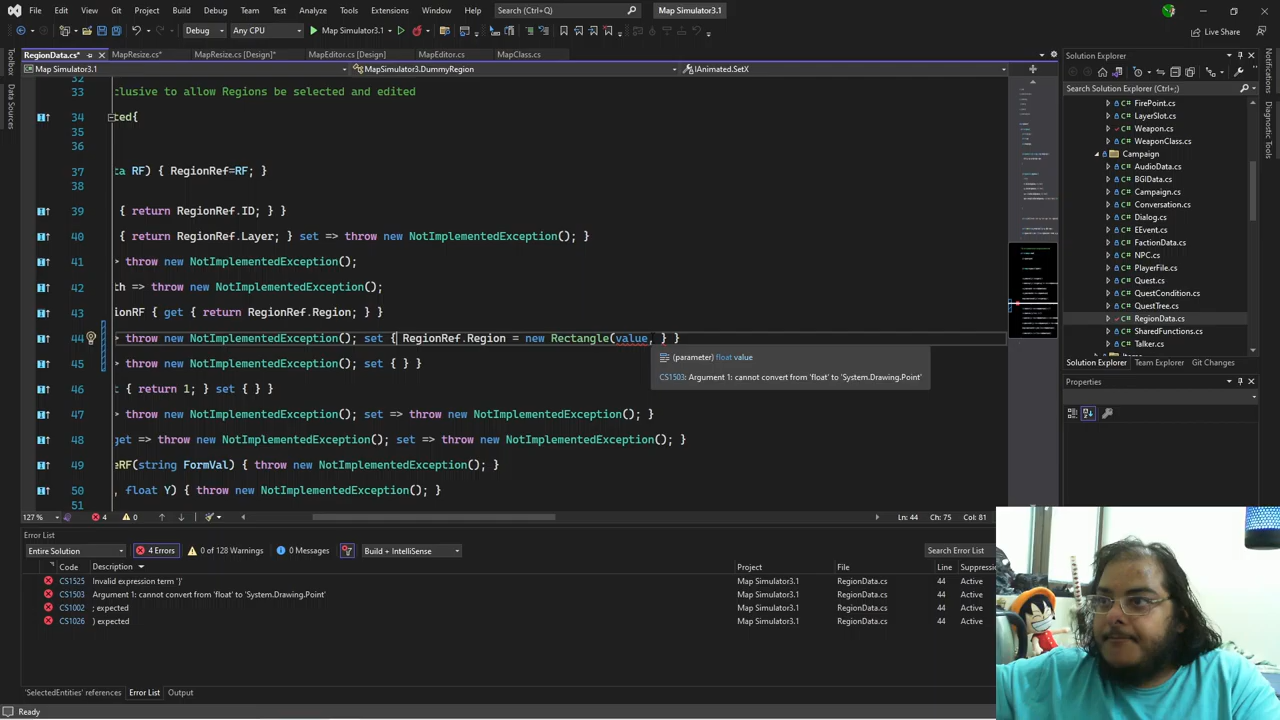 File Edit View Git Project Build Debug Test Analyze Tools Extensions Window Help Search (Ctrl+Q) Map Simulator3.1
Debug Any CPU Map Simulator3.1 Live Share
RegionData.cs* MapResize.cs* MapResize.cs [Design]* MapEditor.cs [Design] MapEditor.cs MapClass.cs
Map Simulator3.1 MapSimulator3.DummyRegion IAnimated.SetX
32
33 clusive to allow Regions be selected and edited
34 ted{
35
36
37 ta RF) { RegionRef=RF; }
38
39 { return RegionRef.ID; } }
40 { return RegionRef.Layer; } set => throw new NotImplementedException(); }
41 > throw new NotImplementedException();
42 th => throw new NotImplementedException();
43 ionRF { get { return RegionRef.Region; } }
44 > throw new NotImplementedException(); set { RegionRef.Region = new Rectangle(value, } }
45 > throw new NotImplementedException(); set { } }
46 t { return 1; } set { } }
47 > throw new NotImplementedException(); set => throw new NotImplementedException(); }
48 get => throw new NotImplementedException(); set => throw new NotImplementedException(); }
49 eRF(string FormVal) { throw new NotImplementedException(); }
50 , float Y) { throw new NotImplementedException(); }
51
(parameter) float value
CS1503: Argument 1: cannot convert from 'float' to 'System.Drawing.Point'
127 % 4 0 Ln: 44 Ch: 75 Col: 81
Error List
Entire Solution 4 Errors 0 of 128 Warnings 0 Messages Build + IntelliSense Search Error List
Code Description Project File Line Suppressi
CS1525 Invalid expression term '}' Map Simulator3.1 RegionData.cs 44 Active
CS1503 Argument 1: cannot convert from 'float' to 'System.Drawing.Point' Map Simulator3.1 RegionData.cs 44 Active
CS1002 ; expected Map Simulator3.1 RegionData.cs 44 Active
CS1026 ) expected Map Simulator3.1 RegionData.cs 44 Active
'SelectedEntities' references Error List Output
Ready
Toolbox
Data Sources
Solution Explorer
Search Solution Explorer (Ctrl+;)
FirePoint.cs
LayerSlot.cs
Weapon.cs
WeaponClass.cs
Campaign
AudioData.cs
BGIData.cs
Campaign.cs
Conversation.cs
Dialog.cs
EEvent.cs
FactionData.cs
NPC.cs
PlayerFile.cs
Quest.cs
QuestCondition.cs
QuestTree.cs
RegionData.cs
SharedFunctions.cs
Talker.cs
Solution Explorer Git Changes
Properties
Notifications
Diagnostic Tools